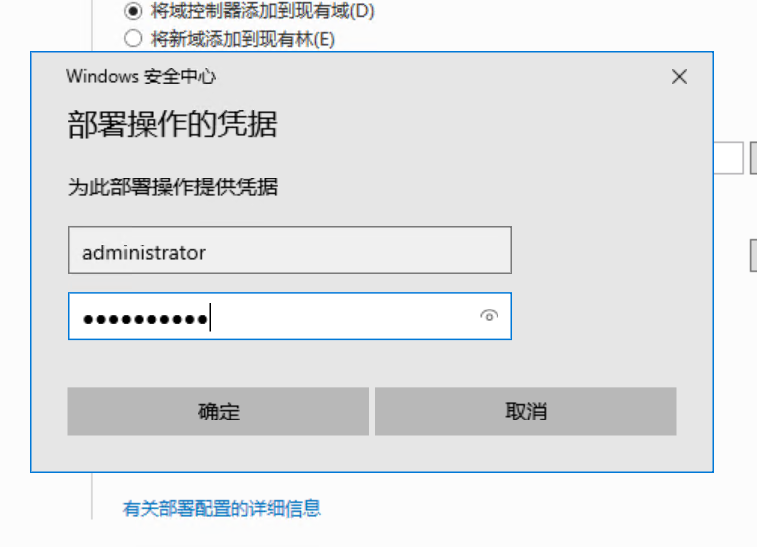 将域控制器添加到现有域(D)
将新域添加到现有林(E)
Windows 安全中心
部署操作的凭据
为此部署操作提供凭据
administrator
●●●●●●●●●●
确定
取消
有关部署配置的详细信息